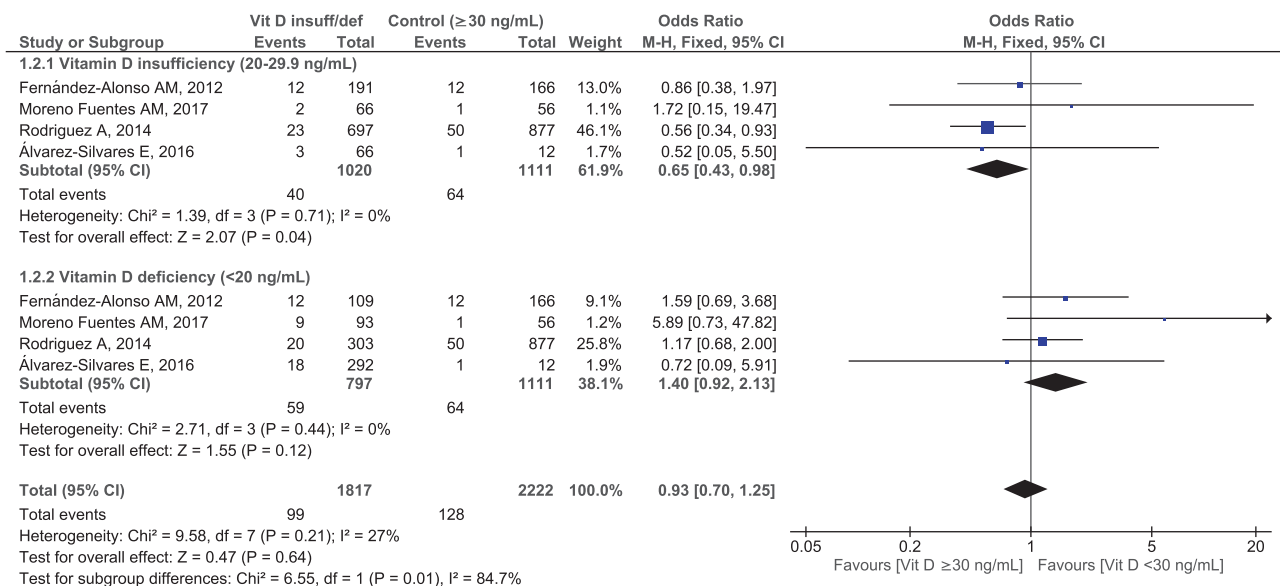 Vit D insuff/def Control (≥30 ng/mL) Odds Ratio Odds Ratio
Study or Subgroup Events Total Events Total Weight M-H, Fixed, 95% CI M-H, Fixed, 95% CI
1.2.1 Vitamin D insufficiency (20-29.9 ng/mL)
Fernández-Alonso AM, 2012 12 191 12 166 13.0% 0.86 [0.38, 1.97]
Moreno Fuentes AM, 2017 2 66 1 56 1.1% 1.72 [0.15, 19.47]
Rodriguez A, 2014 23 697 50 877 46.1% 0.56 [0.34, 0.93]
Álvarez-Silvares E, 2016 3 66 1 12 1.7% 0.52 [0.05, 5.50]
Subtotal (95% CI) 1020 1111 61.9% 0.65 [0.43, 0.98]
Total events 40 64
Heterogeneity: Chi² = 1.39, df = 3 (P = 0.71); I² = 0%
Test for overall effect: Z = 2.07 (P = 0.04)
1.2.2 Vitamin D deficiency (<20 ng/mL)
Fernández-Alonso AM, 2012 12 109 12 166 9.1% 1.59 [0.69, 3.68]
Moreno Fuentes AM, 2017 9 93 1 56 1.2% 5.89 [0.73, 47.82]
Rodriguez A, 2014 20 303 50 877 25.8% 1.17 [0.68, 2.00]
Álvarez-Silvares E, 2016 18 292 1 12 1.9% 0.72 [0.09, 5.91]
Subtotal (95% CI) 797 1111 38.1% 1.40 [0.92, 2.13]
Total events 59 64
Heterogeneity: Chi² = 2.71, df = 3 (P = 0.44); I² = 0%
Test for overall effect: Z = 1.55 (P = 0.12)
Total (95% CI) 1817 2222 100.0% 0.93 [0.70, 1.25]
Total events 99 128
Heterogeneity: Chi² = 9.58, df = 7 (P = 0.21); I² = 27%
Test for overall effect: Z = 0.47 (P = 0.64)
Test for subgroup differences: Chi² = 6.55, df = 1 (P = 0.01), I² = 84.7%
0.05 0.2 1 5 20
Favours [Vit D ≥30 ng/mL] Favours [Vit D <30 ng/mL]